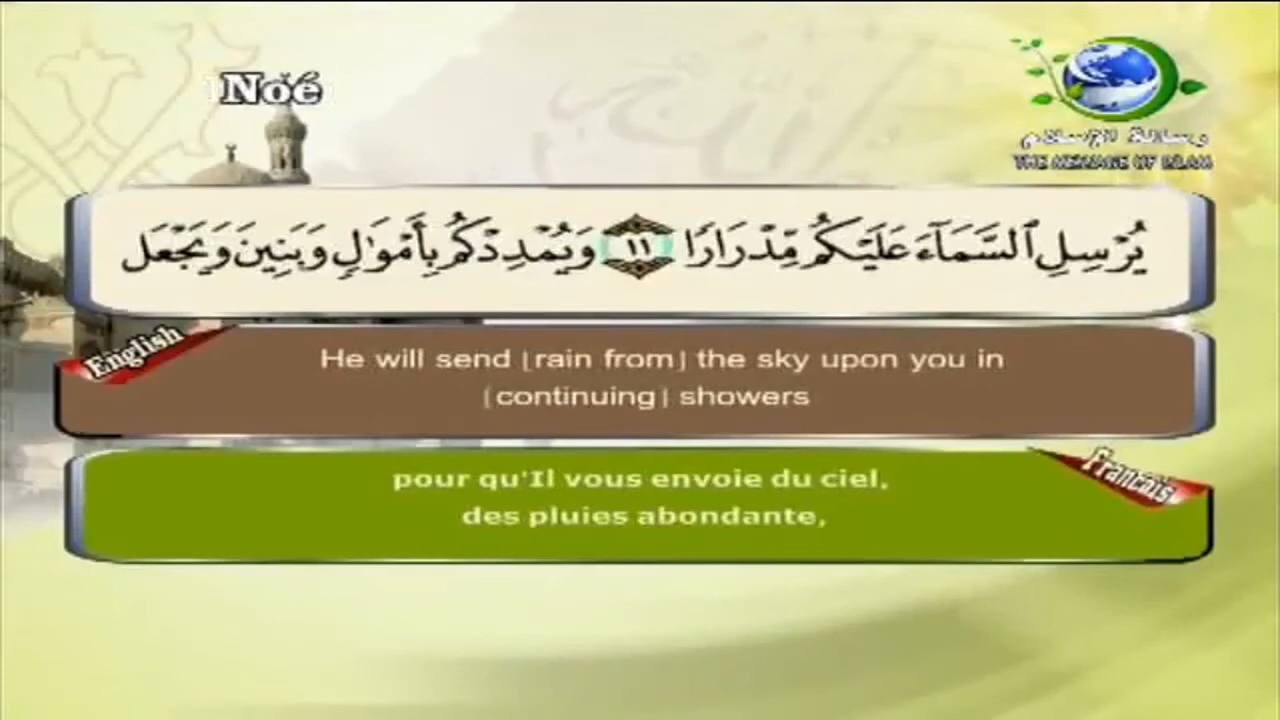 Noé
رسالة الإسلام
THE MESSAGE OF ISLAM
يُرْسِلِ ٱلسَّمَآءَ عَلَيْكُم مِّدْرَارًا ١١ وَيُمْدِدْكُم بِأَمْوَٰلٍ وَبَنِينَ وَيَجْعَل
English
He will send [rain from] the sky upon you in
[continuing] showers
Francais
pour qu'Il vous envoie du ciel,
des pluies abondante,